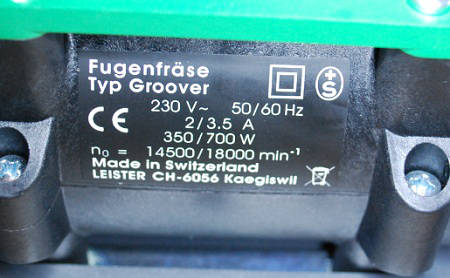 Fugenfräse
Typ Groover
+S
230 V~ 50/60 Hz
CE
2/3.5 A
350/700 W
n₀ = 14500/18000 min⁻¹
Made in Switzerland
LEISTER CH-6056 Kaegiswil